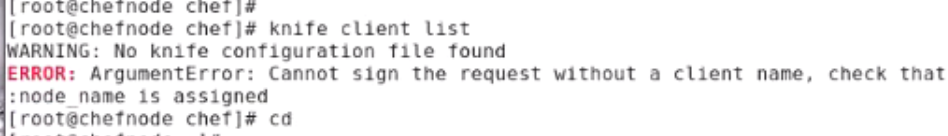 [root@chefnode chef]#
[root@chefnode chef]# knife client list
WARNING: No knife configuration file found
ERROR: ArgumentError: Cannot sign the request without a client name, check that
:node_name is assigned
[root@chefnode chef]# cd